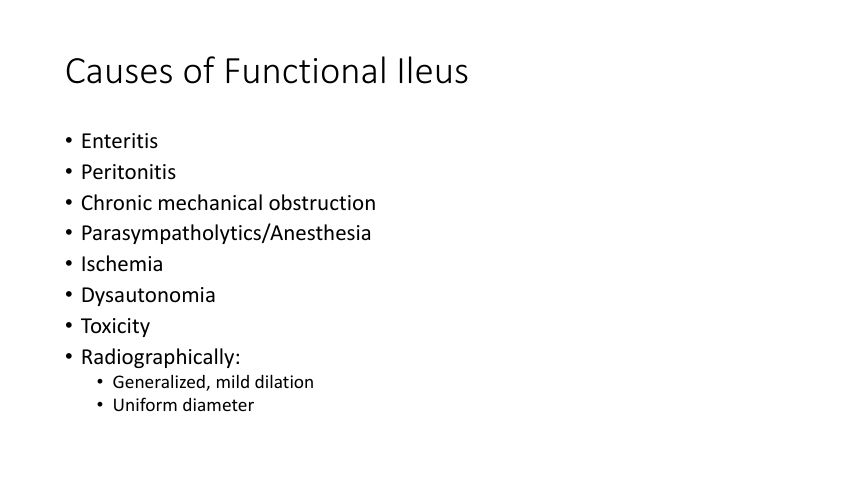 Causes of Functional Ileus
• Enteritis
• Peritonitis
• Chronic mechanical obstruction
• Parasympatholytics/Anesthesia
• Ischemia
• Dysautonomia
• Toxicity
• Radiographically:
• Generalized, mild dilation
• Uniform diameter